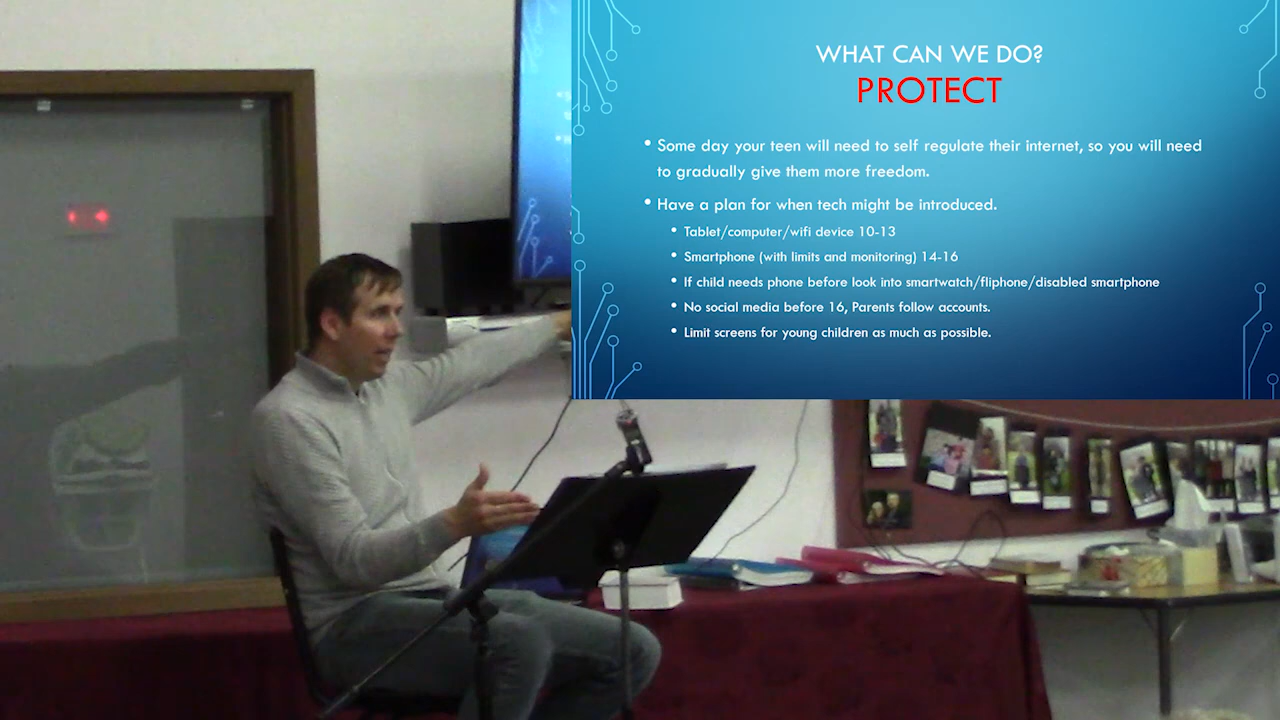 WHAT CAN WE DO?
PROTECT
• Some day your teen will need to self regulate their internet, so you will need
to gradually give them more freedom.
• Have a plan for when tech might be introduced.
• Tablet/computer/wifi device 10-13
• Smartphone (with limits and monitoring) 14-16
• If child needs phone before look into smartwatch/fliphone/disabled smartphone
• No social media before 16, Parents follow accounts.
• Limit screens for young children as much as possible.